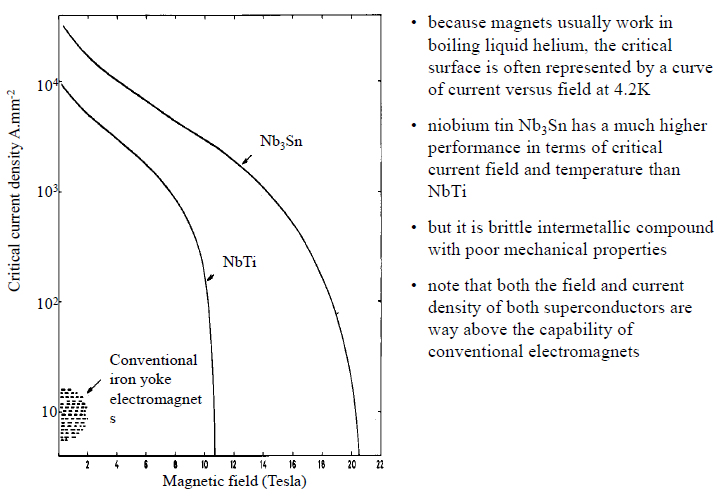 Critical current density A.mm-2
10⁴
10³
10²
10
Nb₃Sn
NbTi
Conventional
iron yoke
electromagnet
s
2 4 6 8 10 12 14 16 18 20 22
Magnetic field (Tesla)
• because magnets usually work in
boiling liquid helium, the critical
surface is often represented by a curve
of current versus field at 4.2K
• niobium tin Nb₃Sn has a much higher
performance in terms of critical
current field and temperature than
NbTi
• but it is brittle intermetallic compound
with poor mechanical properties
• note that both the field and current
density of both superconductors are
way above the capability of
conventional electromagnets